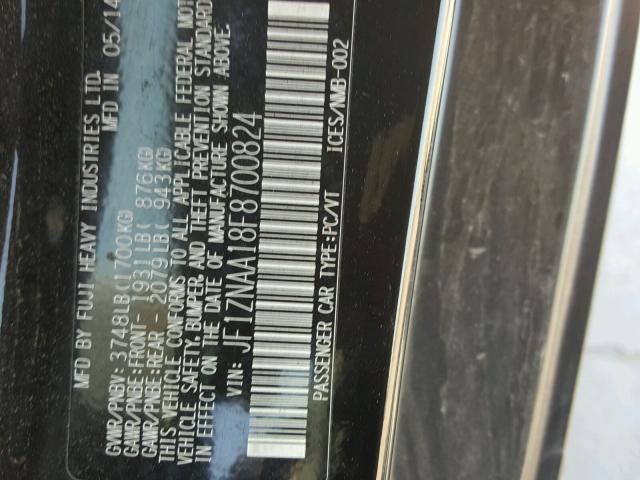 MFD BY FUJI HEAVY INDUSTRIES LTD. MFD IN 05/14
GVWR/PNBV: 3748LB(1700KG)
GAWR/PNBE:FRONT- 1931LB( 876KG)
GAWR/PNBE:REAR - 2079LB( 943KG)
THIS VEHICLE CONFORMS TO ALL APPLICABLE FEDERAL MOT
VEHICLE SAFETY,BUMPER,AND THEFT PREVENTION STANDARD
IN EFFECT ON THE DATE OF MANUFACTURE SHOWN ABOVE.
VIN: JF1ZNAA18F8700824
PASSENGER CAR TYPE:PC/VT ICES/NMB-002